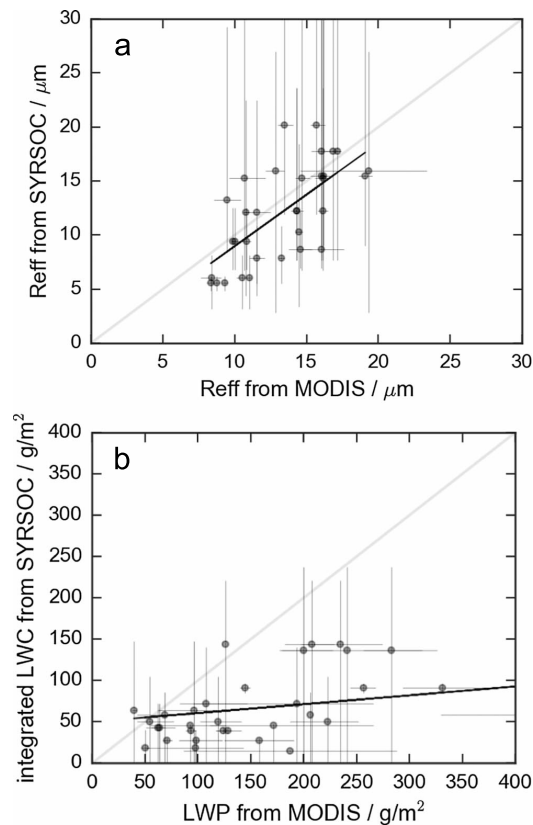 30
a
25
20
15
10
5
0
Reff from SYRSOC / μm
0 5 10 15 20 25 30
Reff from MODIS / μm
400
b
350
300
250
200
150
100
50
0
integrated LWC from SYRSOC / g/m²
0 50 100 150 200 250 300 350 400
LWP from MODIS / g/m²